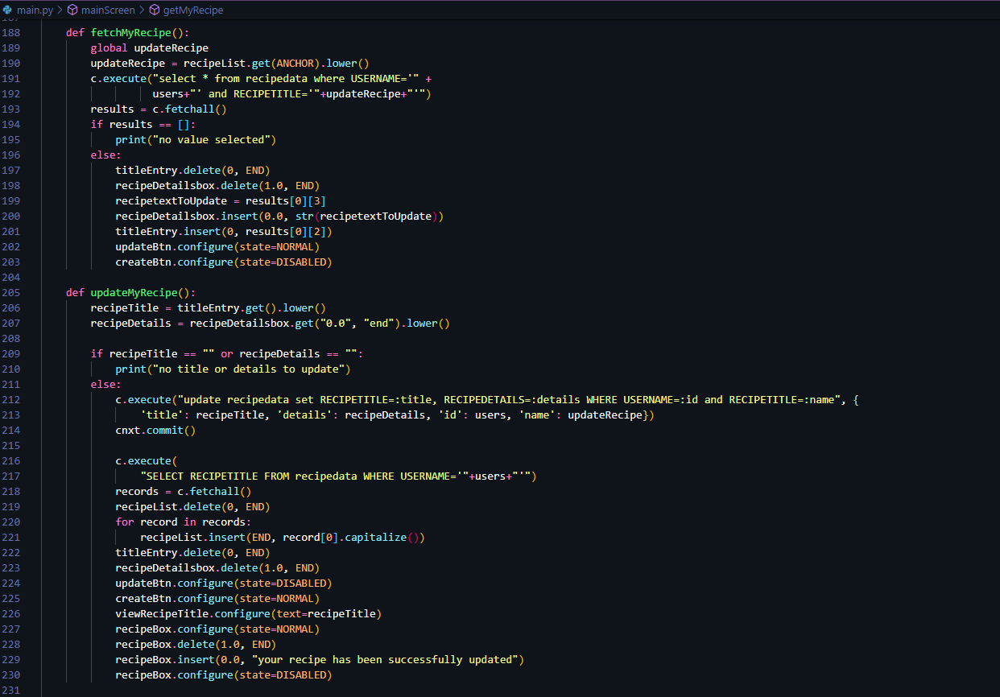 main.py > mainScreen > getMyRecipe
187
188 def fetchMyRecipe():
189 global updateRecipe
190 updateRecipe = recipeList.get(ANCHOR).lower()
191 c.execute("select * from recipedata where USERNAME='" +
192 users+"' and RECIPETITLE='"+updateRecipe+"'")
193 results = c.fetchall()
194 if results == []:
195 print("no value selected")
196 else:
197 titleEntry.delete(0, END)
198 recipeDetailsbox.delete(1.0, END)
199 recipetextToUpdate = results[0][3]
200 recipeDetailsbox.insert(0.0, str(recipetextToUpdate))
201 titleEntry.insert(0, results[0][2])
202 updateBtn.configure(state=NORMAL)
203 createBtn.configure(state=DISABLED)
204
205 def updateMyRecipe():
206 recipeTitle = titleEntry.get().lower()
207 recipeDetails = recipeDetailsbox.get("0.0", "end").lower()
208
209 if recipeTitle == "" or recipeDetails == "":
210 print("no title or details to update")
211 else:
212 c.execute("update recipedata set RECIPETITLE=:title, RECIPEDETAILS=:details WHERE USERNAME=:id and RECIPETITLE=:name", {
213 'title': recipeTitle, 'details': recipeDetails, 'id': users, 'name': updateRecipe})
214 cnxt.commit()
215
216 c.execute(
217 "SELECT RECIPETITLE FROM recipedata WHERE USERNAME='"+users+"'")
218 records = c.fetchall()
219 recipeList.delete(0, END)
220 for record in records:
221 recipeList.insert(END, record[0].capitalize())
222 titleEntry.delete(0, END)
223 recipeDetailsbox.delete(1.0, END)
224 updateBtn.configure(state=DISABLED)
225 createBtn.configure(state=NORMAL)
226 viewRecipeTitle.configure(text=recipeTitle)
227 recipeBox.configure(state=NORMAL)
228 recipeBox.delete(1.0, END)
229 recipeBox.insert(0.0, "your recipe has been successfully updated")
230 recipeBox.configure(state=DISABLED)
231